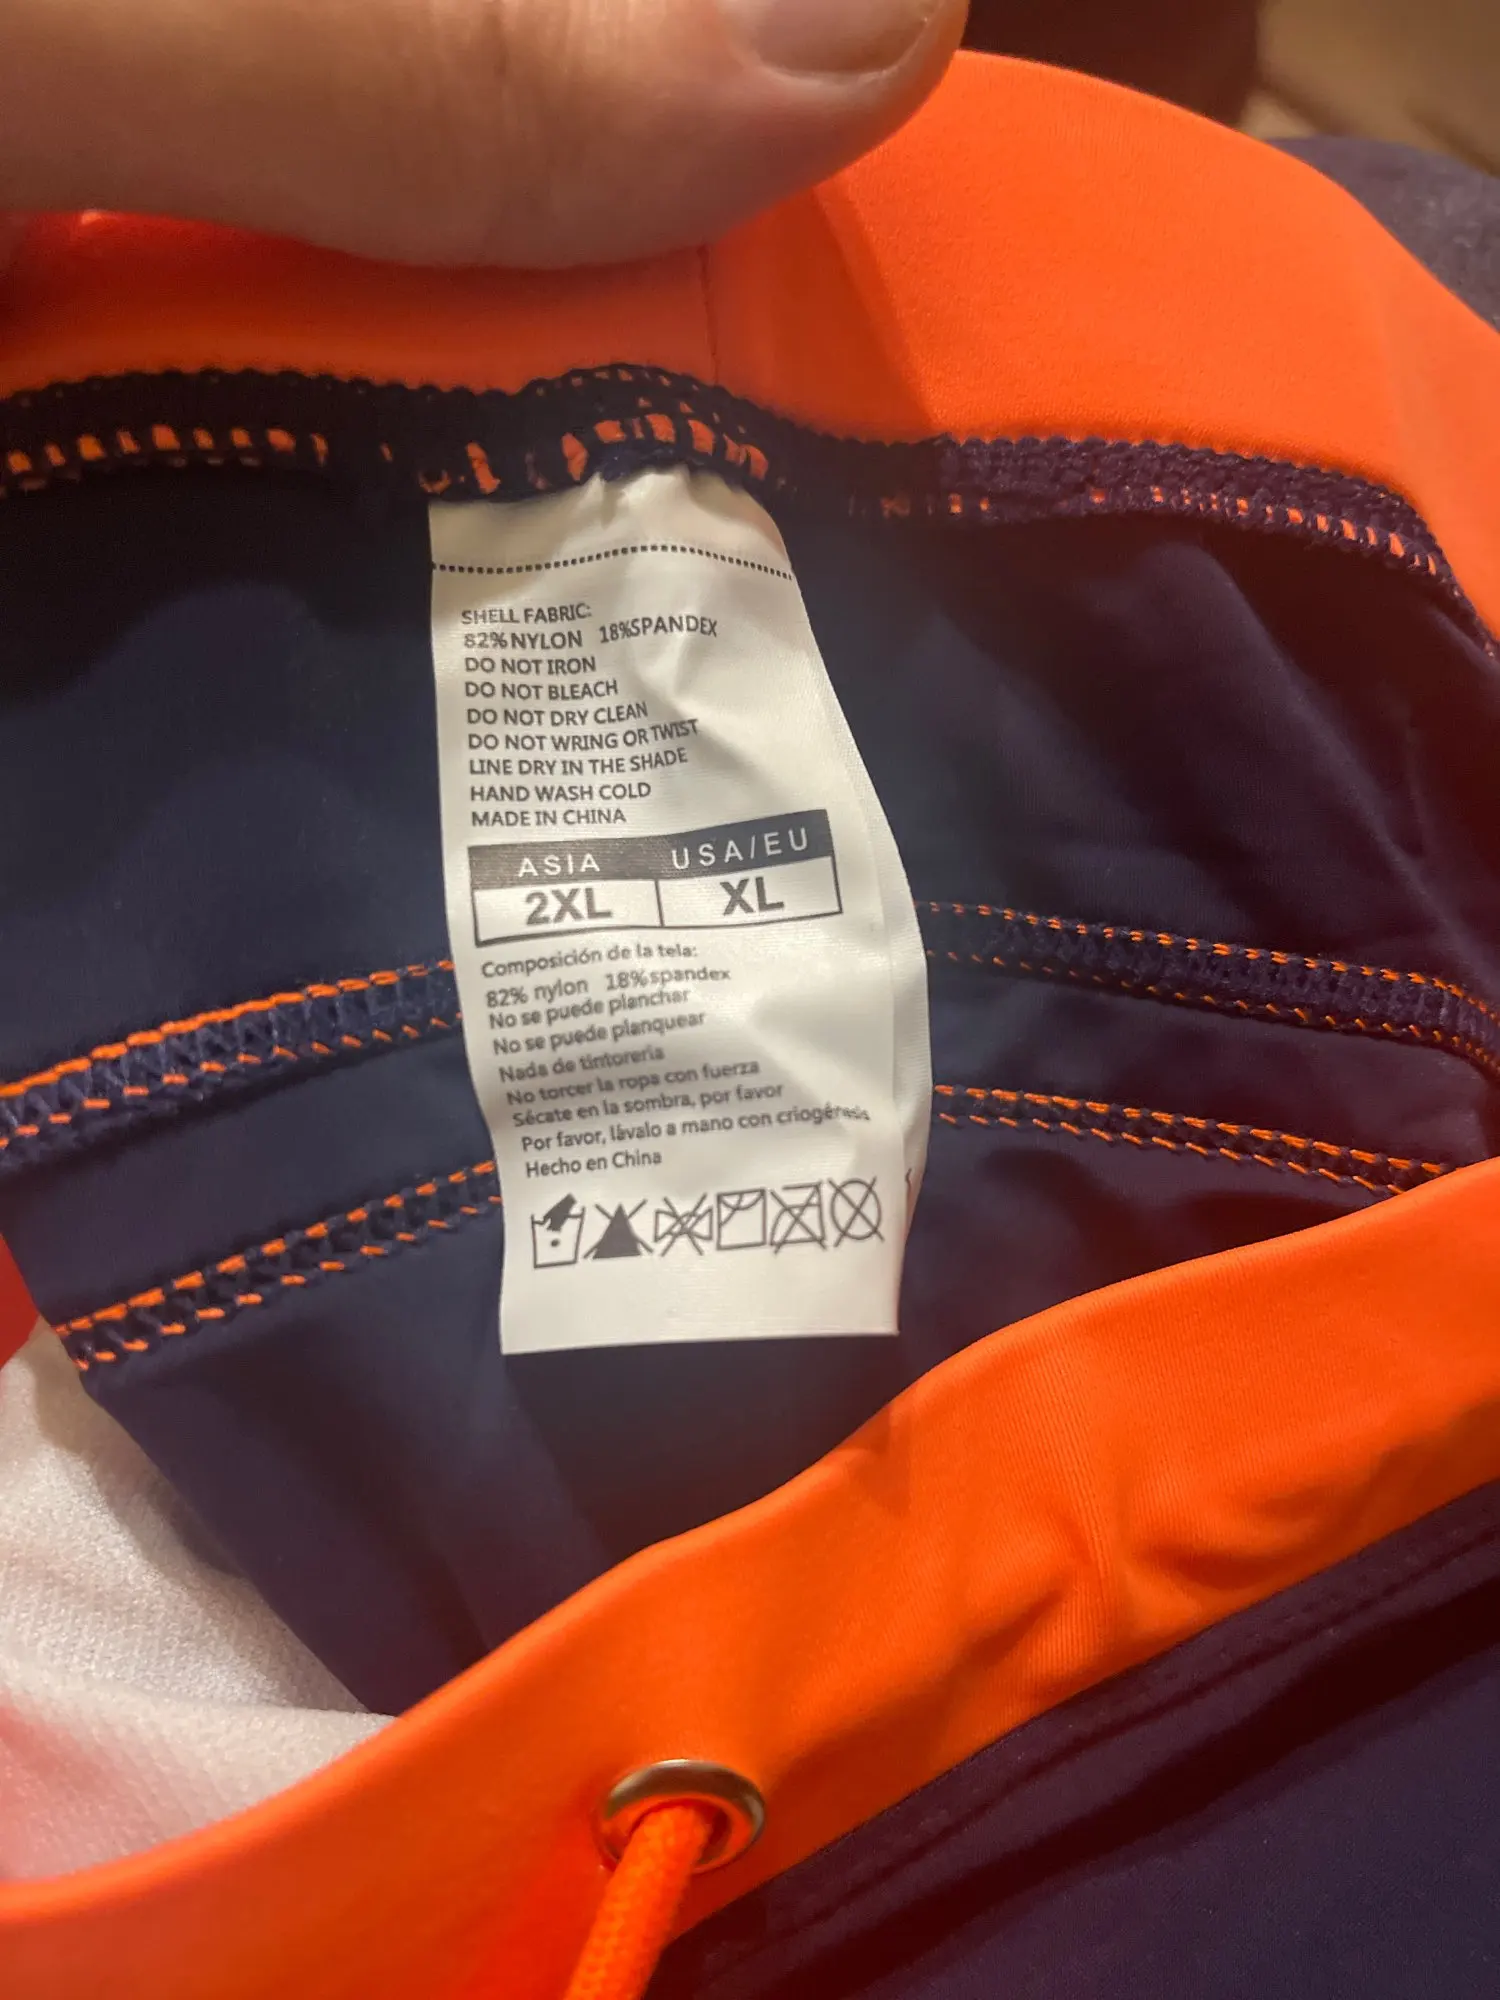 SHELL FABRIC:
82%NYLON 18%SPANDEX
DO NOT IRON
DO NOT BLEACH
DO NOT DRY CLEAN
DO NOT WRING OR TWIST
LINE DRY IN THE SHADE
HAND WASH COLD
MADE IN CHINA
ASIA USA/EU
2XL XL
Composición de la tela:
82% nylon 18%spandex
No se puede planchar
No se puede planquear
Nada de tintorería
No torcer la ropa con fuerza
Sécate en la sombra, por favor
Por favor, lávalo a mano con criogénesis
Hecho en China